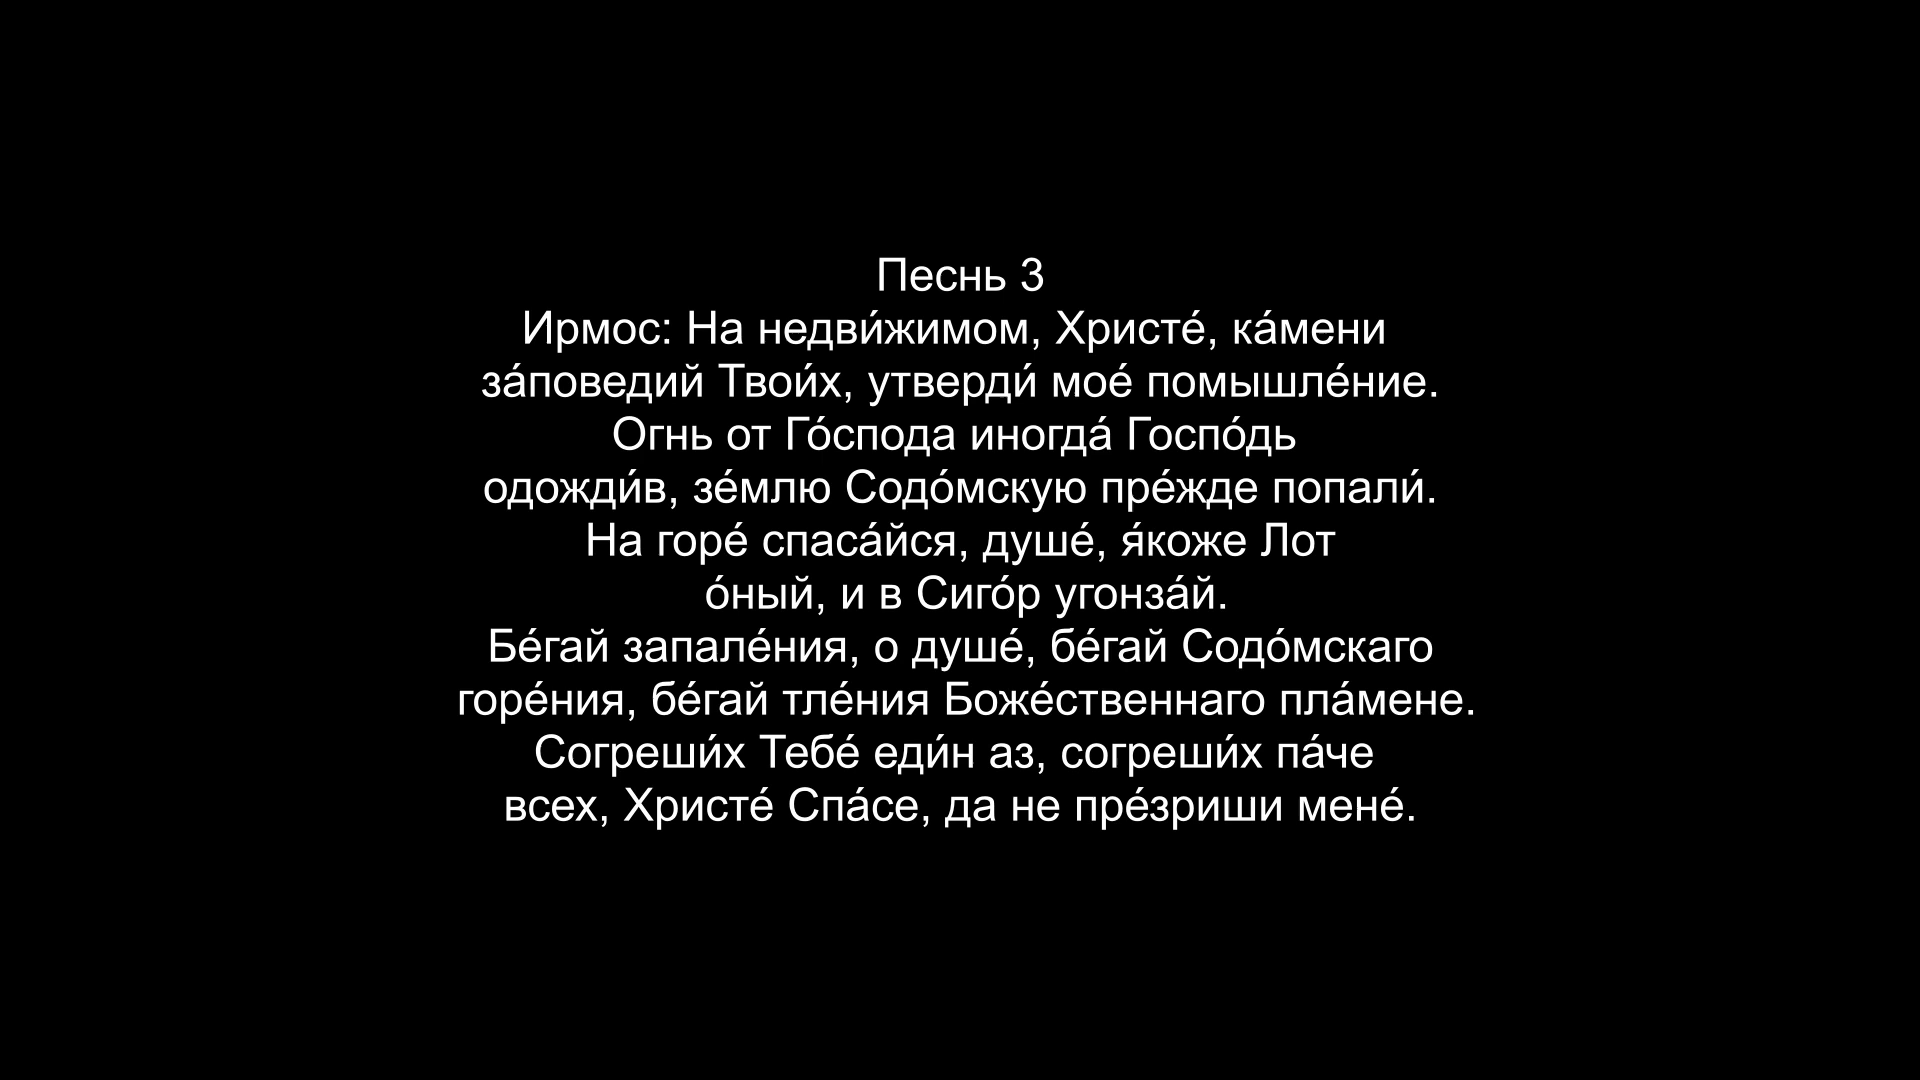 Песнь 3
Ирмос: На недви́жимом, Христе́, ка́мени
за́поведий Твои́х, утверди́ мое́ помышле́ние.
Огнь от Го́спода иногда́ Госпо́дь
одожди́в, зе́млю Содо́мскую пре́жде попали́.
На горе́ спаса́йся, душе́, я́коже Лот
о́ный, и в Сиго́р угонза́й.
Бе́гай запале́ния, о душе́, бе́гай Содо́мскаго
горе́ния, бе́гай тле́ния Боже́ственнаго пла́мене.
Согреши́х Тебе́ еди́н аз, согреши́х па́че
всех, Христе́ Спа́се, да не пре́зриши мене́.